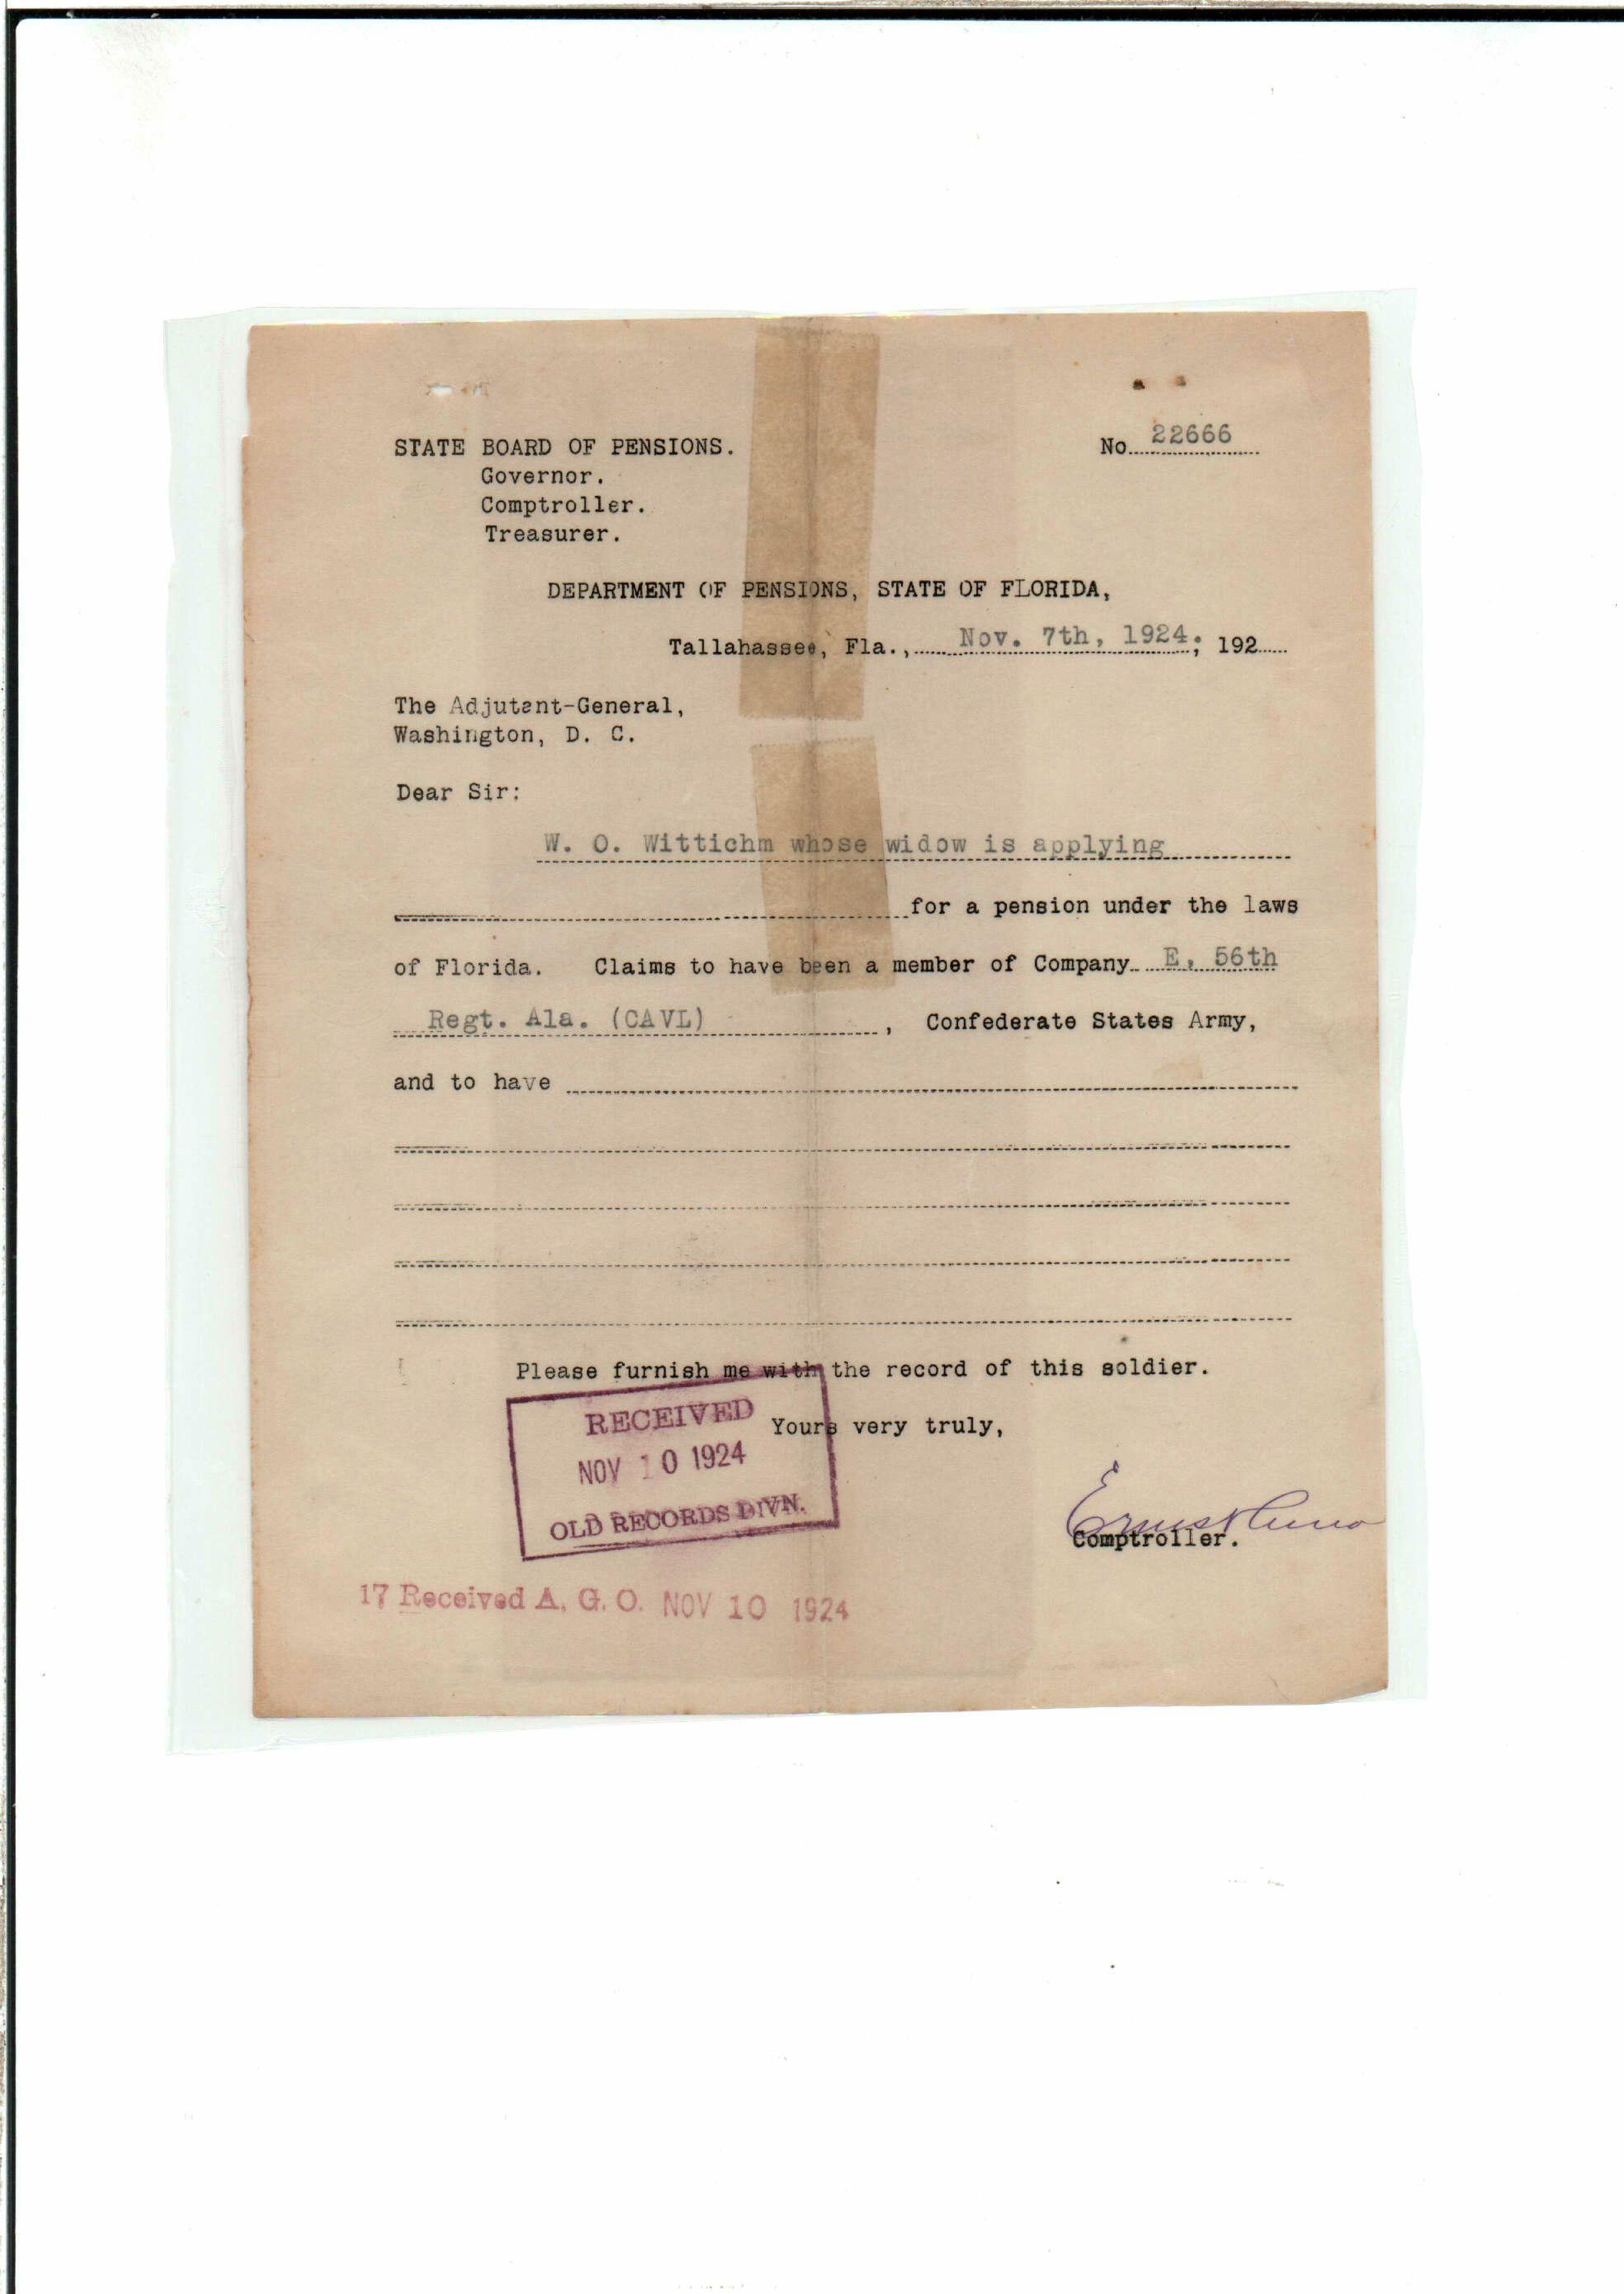 STATE BOARD OF PENSIONS.
No. 22666
Governor.
Comptroller.
Treasurer.
DEPARTMENT OF PENSIONS, STATE OF FLORIDA,
Tallahassee, Fla., Nov. 7th, 1924. , 192
The Adjutant-General,
Washington, D. C.
Dear Sir:
W. O. Wittichm whose widow is applying
for a pension under the laws
of Florida. Claims to have been a member of Company E, 56th
Regt. Ala. (CAVL) , Confederate States Army,
and to have
Please furnish me with the record of this soldier.
RECEIVED
Yours very truly,
NOV 10 1924
OLD RECORDS DIVN.
Ernest Amos
Comptroller.
17 Received A. G. O. NOV 10 1924